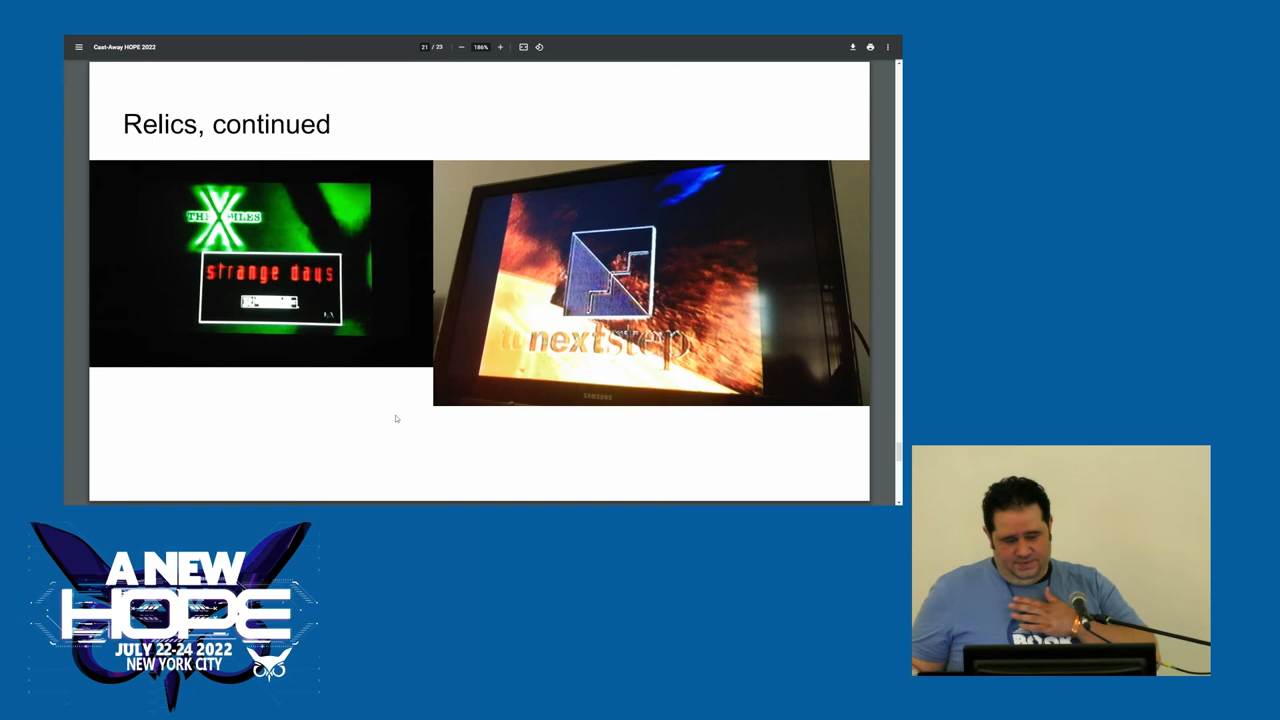 Cast-Away HOPE 2022
21 / 23
186%
Relics, continued
THE X FILES
strange days
nextstep
SAMSUNG
A NEW
HOPE
JULY 22-24 2022
NEW YORK CITY
BOOK